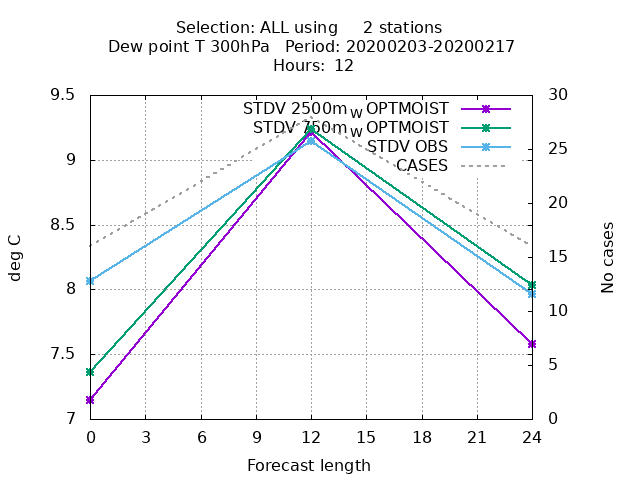 Selection: ALL using     2 stations
Dew point T 300hPa   Period: 20200203-20200217
Hours:  12
9.5
9
8.5
8
7.5
7
30
25
20
15
10
5
0
STDV 2500m_W OPTMOIST
STDV 750m_W OPTMOIST
STDV OBS
CASES
deg C
No cases
0 3 6 9 12 15 18 21 24
Forecast length